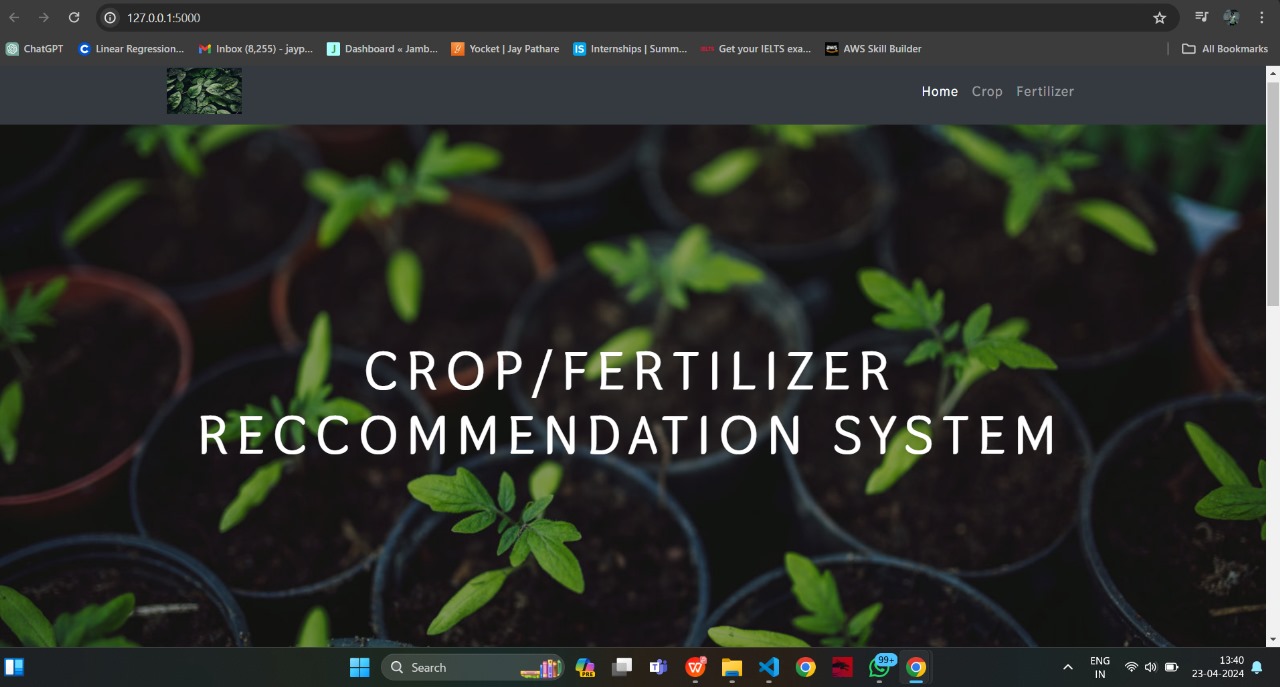 127.0.0.1:5000
ChatGPT Linear Regression... Inbox (8,255) - jayp... Dashboard « Jamb... Yocket | Jay Pathare Internships | Summ... Get your IELTS exa... AWS Skill Builder All Bookmarks
Home Crop Fertilizer
CROP/FERTILIZER
RECCOMMENDATION SYSTEM
Search
PRE
99+
ENG
IN
13:40
23-04-2024